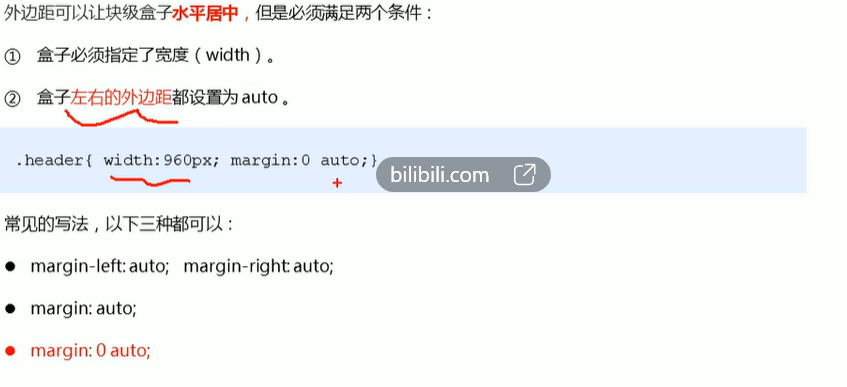 外边距可以让块级盒子水平居中，但是必须满足两个条件：
① 盒子必须指定了宽度（width）。
② 盒子左右的外边距都设置为 auto 。
.header{ width:960px; margin:0 auto;}
bilibili.com
常见的写法，以下三种都可以：
● margin-left: auto; margin-right: auto;
● margin: auto;
● margin: 0 auto;